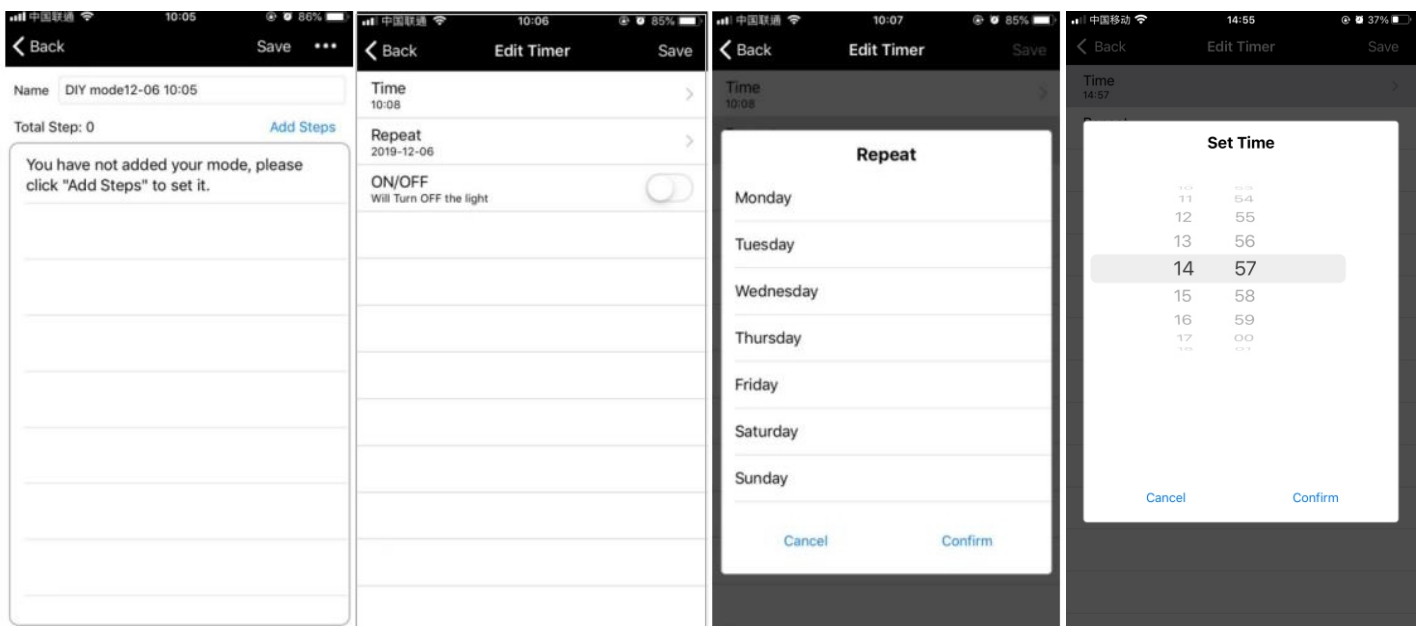 中国联通
10:05
86%
Back
Save
Name
DIY mode12-06 10:05
Total Step: 0
Add Steps
You have not added your mode, please
click "Add Steps" to set it.
中国联通
10:06
85%
Back
Edit Timer
Save
Time
10:08
Repeat
2019-12-06
ON/OFF
Will Turn OFF the light
中国联通
10:07
85%
Back
Edit Timer
Save
Time
10:08
Repeat
Monday
Tuesday
Wednesday
Thursday
Friday
Saturday
Sunday
Cancel
Confirm
中国移动
14:55
37%
Back
Edit Timer
Save
Time
14:57
Set Time
11 54
12 55
13 56
14 57
15 58
16 59
17 00
Cancel
Confirm